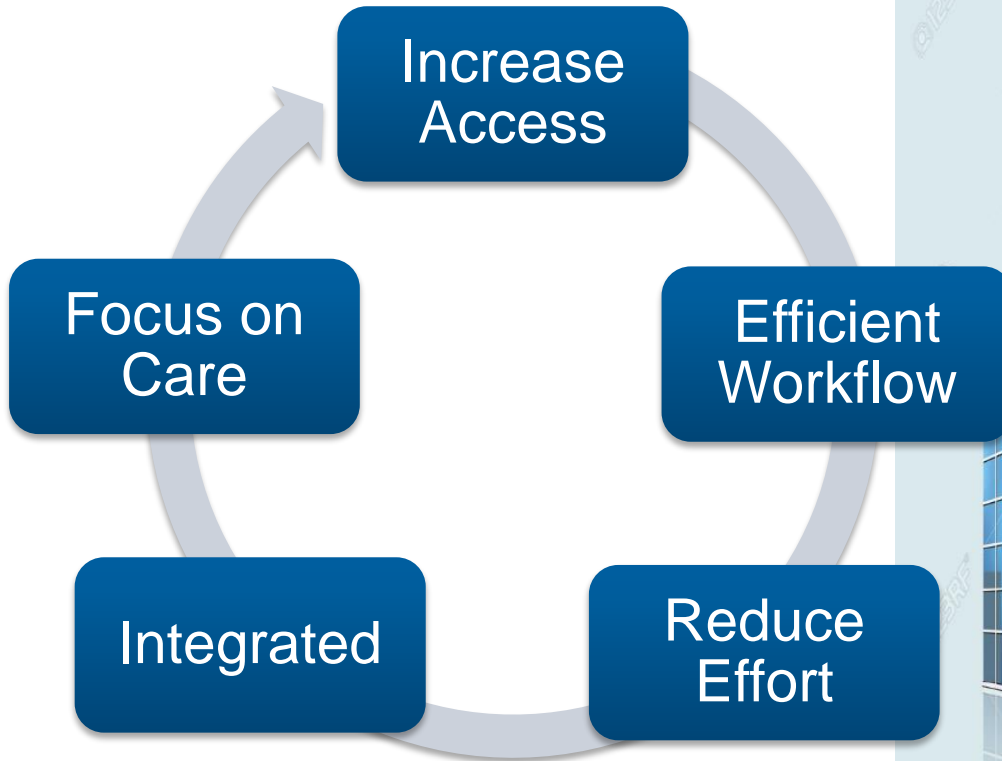 Increase
Access
Efficient
Workflow
Reduce
Effort
Integrated
Focus on
Care